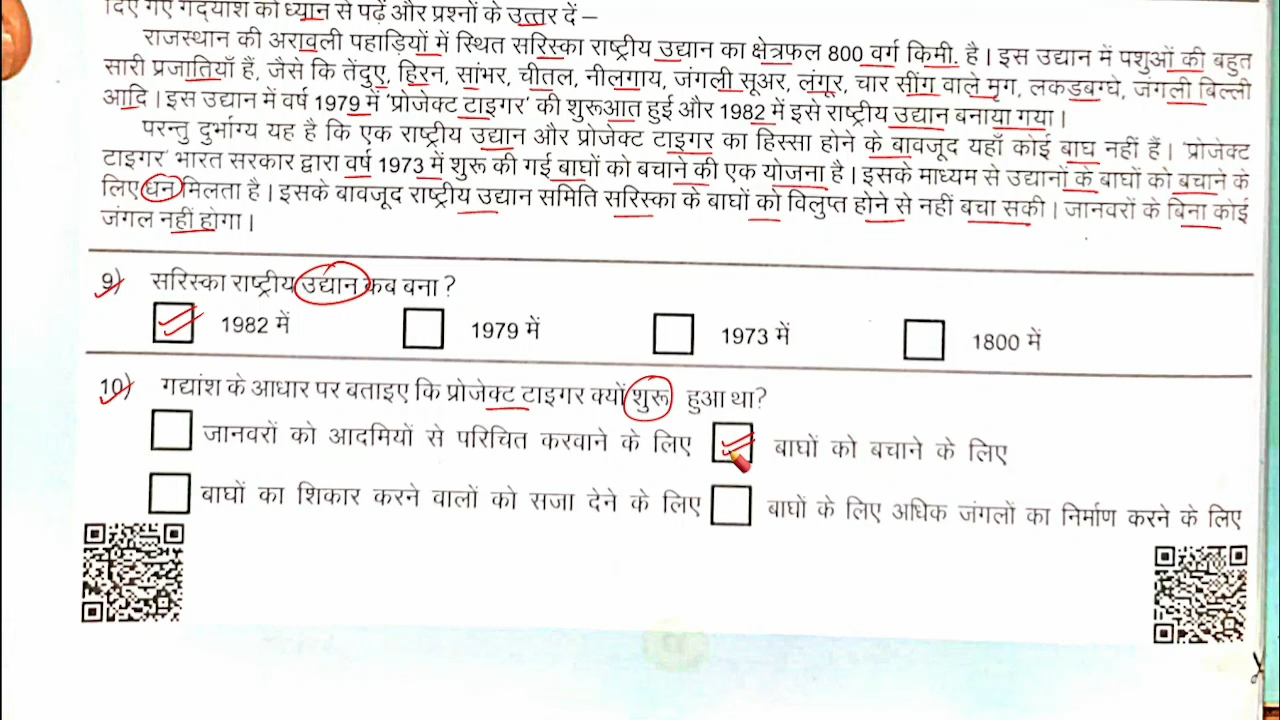 दिए गए गद्यांश को ध्यान से पढ़ें और प्रश्नों के उत्तर दें –
राजस्थान की अरावली पहाड़ियों में स्थित सरिस्का राष्ट्रीय उद्यान का क्षेत्रफल 800 वर्ग किमी. है। इस उद्यान में पशुओं की बहुत
सारी प्रजातियाँ हैं, जैसे कि तेंदुए, हिरन, सांभर, चीतल, नीलगाय, जंगली सूअर, लंगूर, चार सींग वाले मृग, लकड़बग्घे, जंगली बिल्ली
आदि। इस उद्यान में वर्ष 1979 में 'प्रोजेक्ट टाइगर' की शुरूआत हुई और 1982 में इसे राष्ट्रीय उद्यान बनाया गया।
परन्तु दुर्भाग्य यह है कि एक राष्ट्रीय उद्यान और प्रोजेक्ट टाइगर का हिस्सा होने के बावजूद यहाँ कोई बाघ नहीं हैं। 'प्रोजेक्ट
टाइगर' भारत सरकार द्वारा वर्ष 1973 में शुरू की गई बाघों को बचाने की एक योजना है। इसके माध्यम से उद्यानों के बाघों को बचाने के
लिए धन मिलता है। इसके बावजूद राष्ट्रीय उद्यान समिति सरिस्का के बाघों को विलुप्त होने से नहीं बचा सकी। जानवरों के बिना कोई
जंगल नहीं होगा।
9) सरिस्का राष्ट्रीय उद्यान कब बना ?
1982 में 1979 में 1973 में 1800 में
10) गद्यांश के आधार पर बताइए कि प्रोजेक्ट टाइगर क्यों शुरू हुआ था?
जानवरों को आदमियों से परिचित करवाने के लिए बाघों को बचाने के लिए
बाघों का शिकार करने वालों को सजा देने के लिए बाघों के लिए अधिक जंगलों का निर्माण करने के लिए